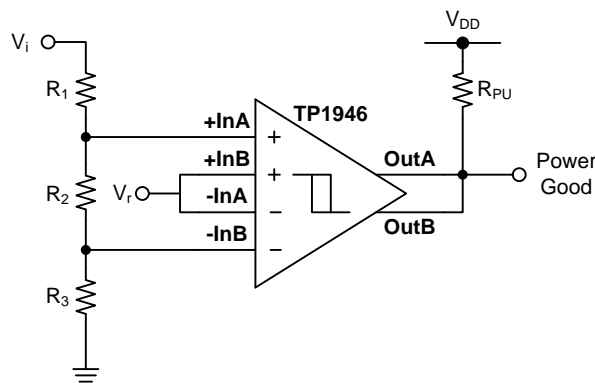 V_DD
V_i
R_1
R_PU
TP1946
+InA
+
+InB
+
OutA
Power
Good
R_2
V_r
-InA
−
OutB
-InB
−
R_3